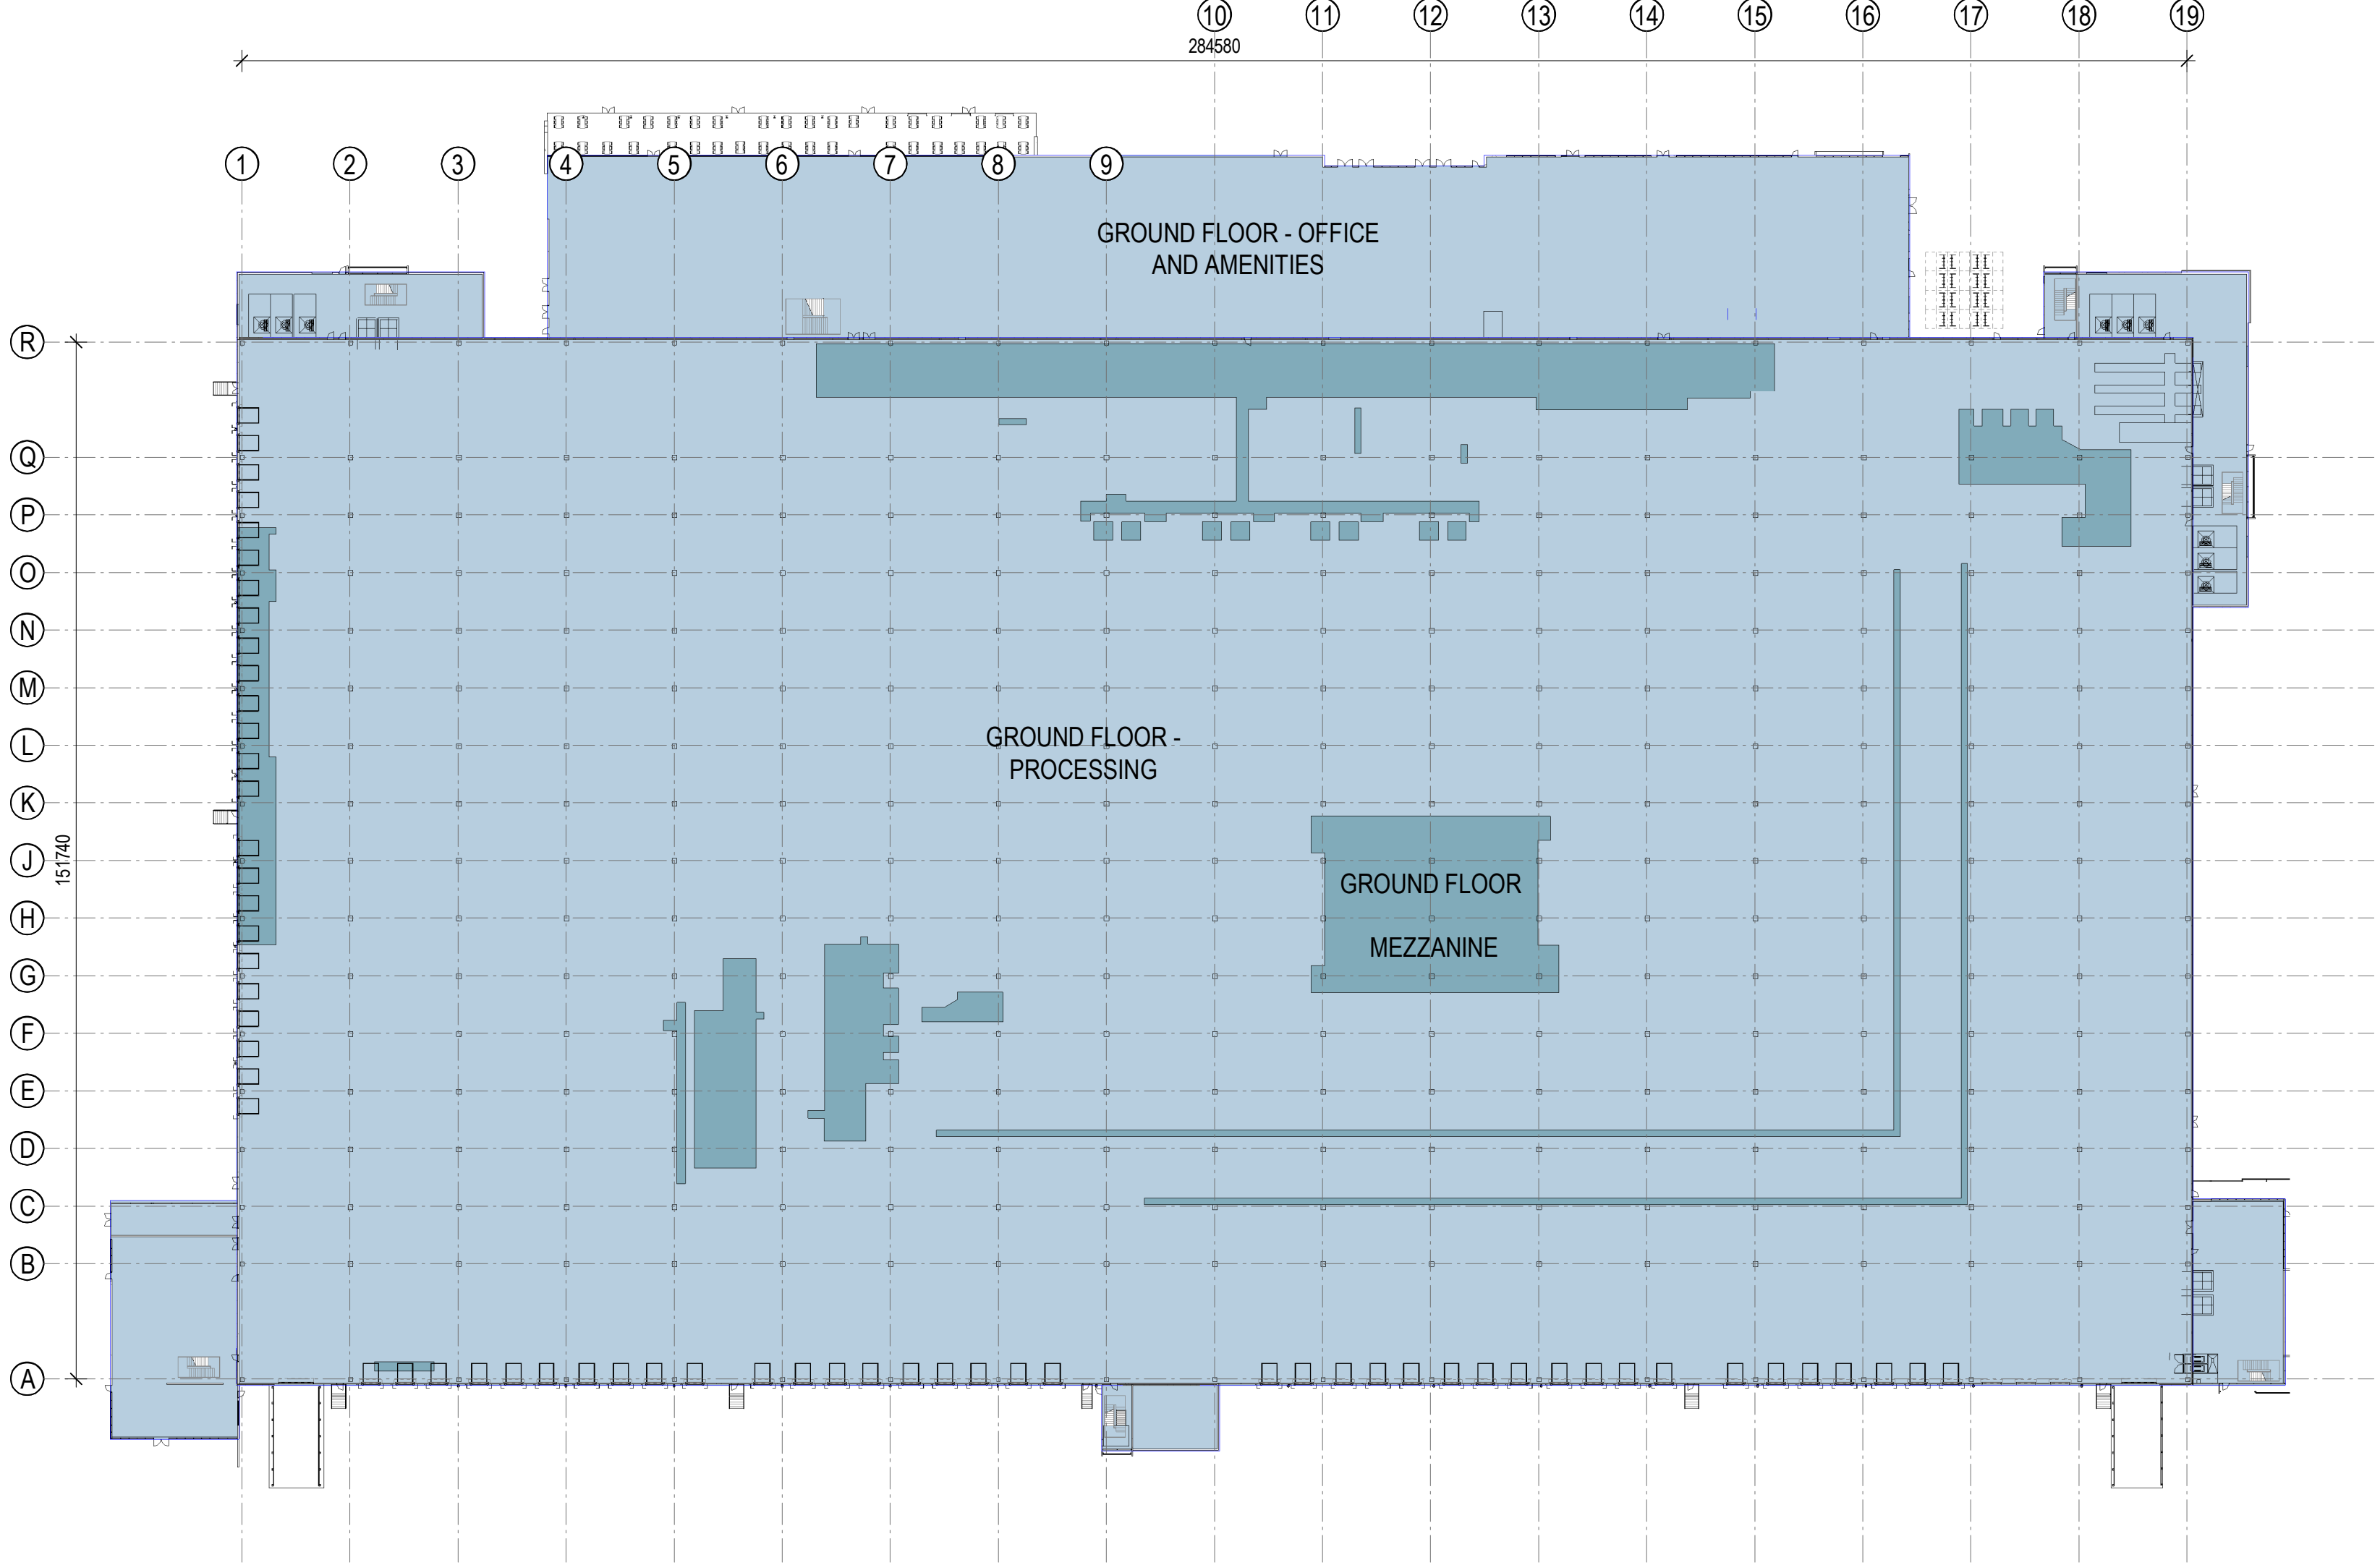 10 11 12 13 14 15 16 17 18 19
284580
1 2 3 4 5 6 7 8 9
GROUND FLOOR - OFFICE
AND AMENITIES
R
Q
P
O
N
M
L
GROUND FLOOR -
PROCESSING
K
J
151740
GROUND FLOOR
H
MEZZANINE
G
F
E
D
C
B
A